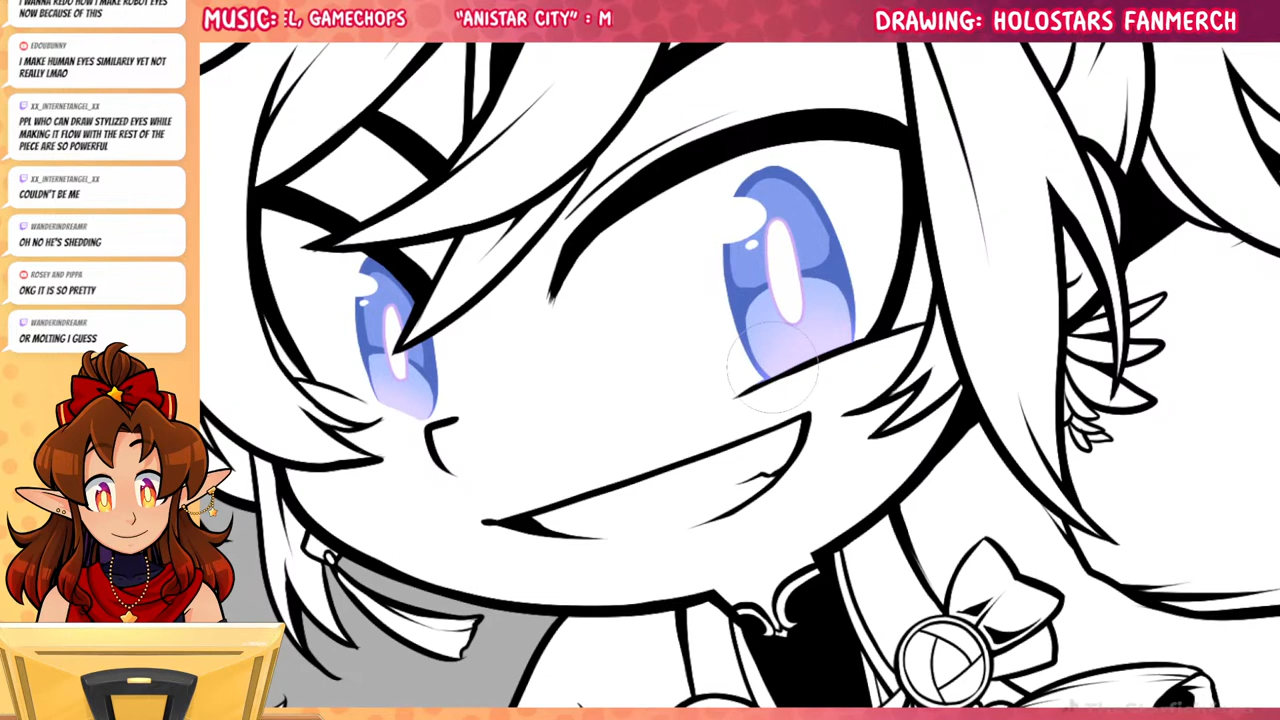 MUSIC: EL, GAMECHOPS "ANISTAR CITY" : M
DRAWING: HOLOSTARS FANMERCH
I WANNA REDO HOW I MAKE ROBOT EYES
NOW BECAUSE OF THIS
EDOUBUNNY
I MAKE HUMAN EYES SIMILARLY YET NOT
REALLY LMAO
XX_INTERNETANGEL_XX
PPL WHO CAN DRAW STYLIZED EYES WHILE
MAKING IT FLOW WITH THE REST OF THE
PIECE ARE SO POWERFUL
XX_INTERNETANGEL_XX
COULDN'T BE ME
WANDERINDREAMR
OH NO HE'S SHEDDING
ROSEY AND PIPPA
OKG IT IS SO PRETTY
WANDERINDREAMR
OR MOLTING I GUESS